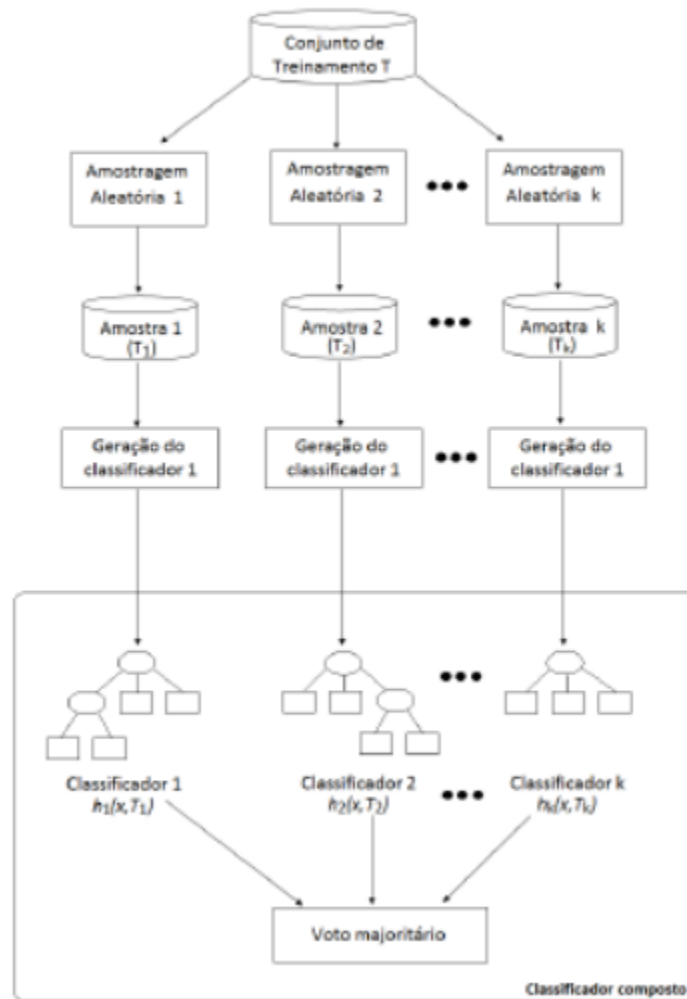 Conjunto de
Treinamento T
Amostragem
Aleatória 1
Amostragem
Aleatória 2
Amostragem
Aleatória k
Amostra 1
(T₁)
Amostra 2
(T₂)
Amostra k
(Tₖ)
Geração do
classificador 1
Geração do
classificador 1
Geração do
classificador 1
Classificador 1
h₁(x,T₁)
Classificador 2
h₂(x,T₂)
Classificador k
hₖ(x,Tₖ)
Voto majoritário
Classificador composto